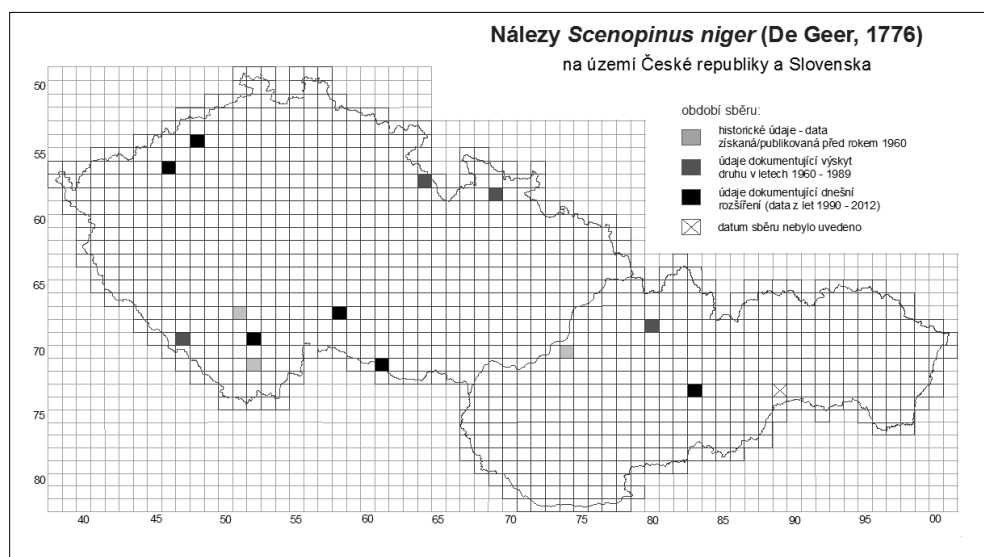 Nálezy Scenopinus niger (De Geer, 1776)
na území České republiky a Slovenska
období sběru:
historické údaje - data
získaná/publikovaná před rokem 1960
údaje dokumentující výskyt
druhu v letech 1960 - 1989
údaje dokumentující dnešní
rozšíření (data z let 1990 - 2012)
datum sběru nebylo uvedeno
50
55
60
65
70
75
80
40 45 50 55 60 65 70 75 80 85 90 95 00